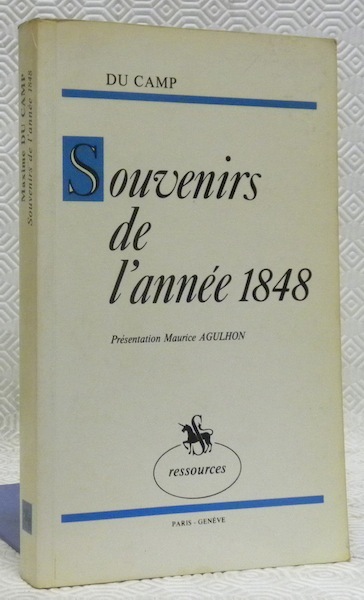 Maxime DU CAMP
Souvenirs de l'année 1848
DU CAMP
Souvenirs
de
l'année 1848
Présentation Maurice AGULHON
S
ressources
PARIS - GENÈVE